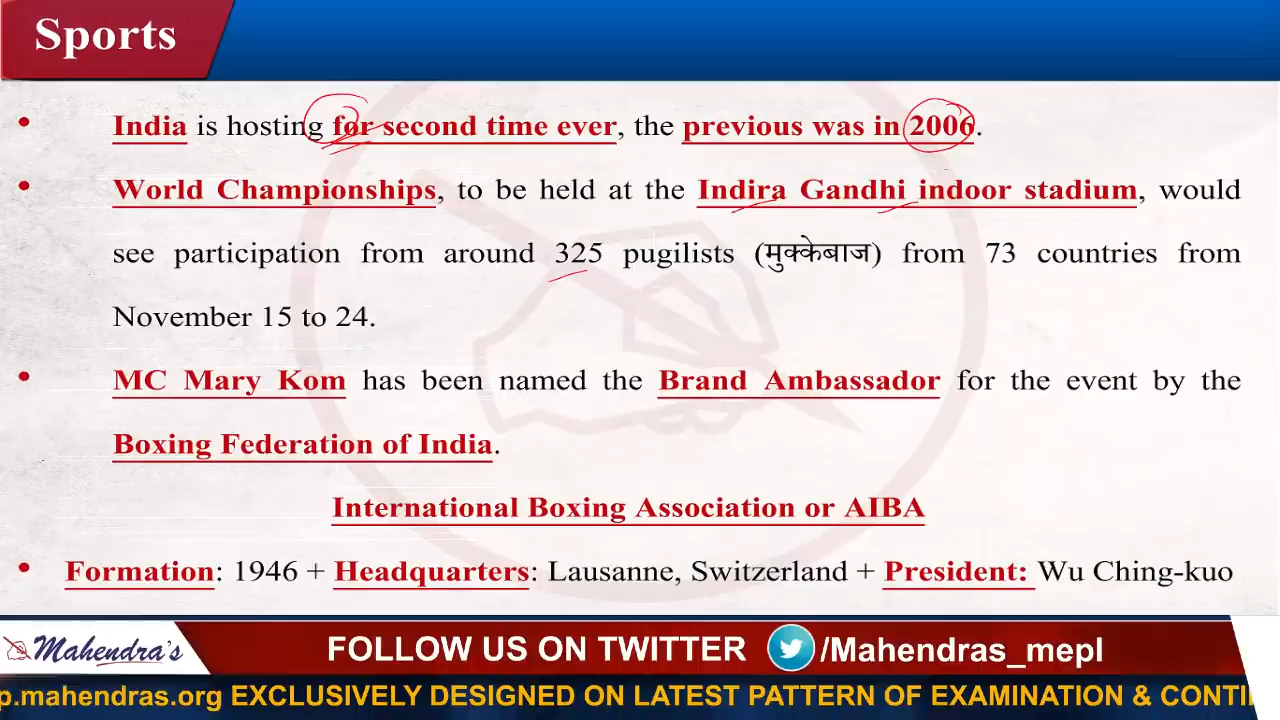 Sports
• India is hosting for second time ever, the previous was in 2006.
• World Championships, to be held at the Indira Gandhi indoor stadium, would
see participation from around 325 pugilists (मुक्केबाज) from 73 countries from
November 15 to 24.
• MC Mary Kom has been named the Brand Ambassador for the event by the
Boxing Federation of India.
International Boxing Association or AIBA
• Formation: 1946 + Headquarters: Lausanne, Switzerland + President: Wu Ching-kuo
Mahendra's FOLLOW US ON TWITTER /Mahendras_mepl
p.mahendras.org EXCLUSIVELY DESIGNED ON LATEST PATTERN OF EXAMINATION & CONTI